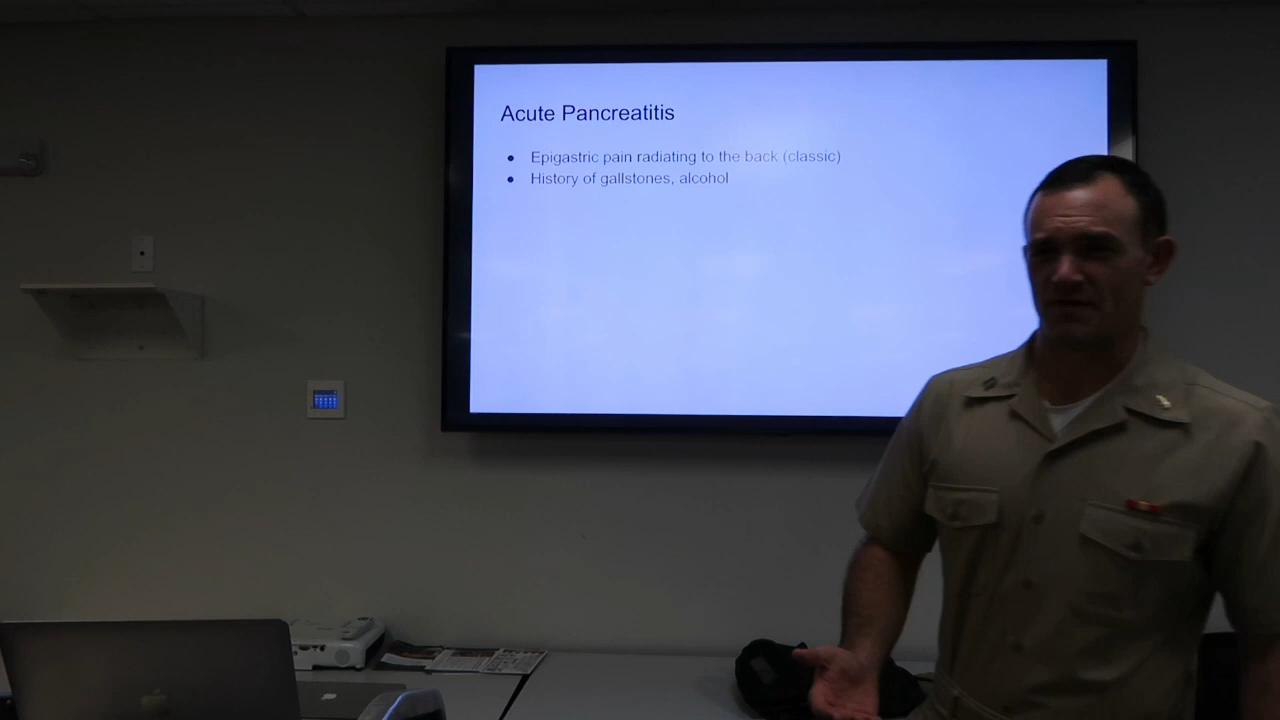 Acute Pancreatitis
● Epigastric pain radiating to the back (classic)
● History of gallstones, alcohol